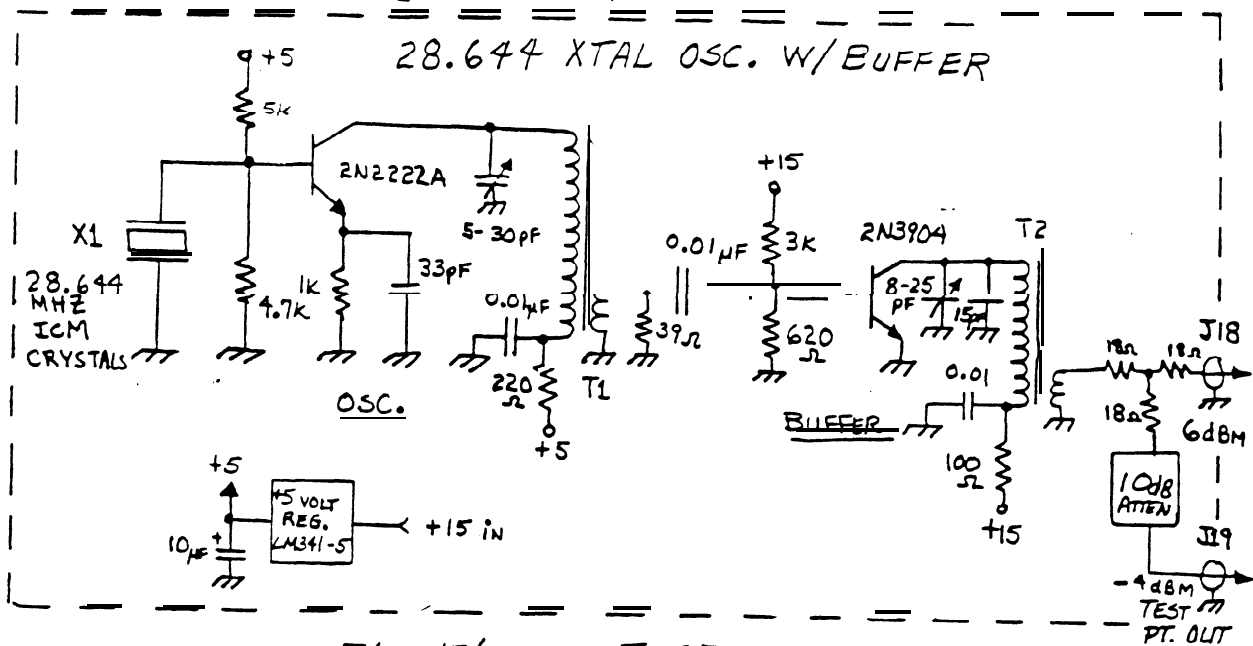 28.644 XTAL OSC. W/BUFFER
+5
5K
2N2222A
X1
28.644
MHZ
ICM
CRYSTALS
4.7K
1K
33pF
5-30pF
0.01µF
220
Ω
+5
T1
OSC.
39Ω
0.01µF
+15
3K
620
Ω
2N3904
8-25
pF
15pF
T2
0.01
BUFFER
100
Ω
+15
18Ω
18Ω
18Ω
J18
6dBM
10dB
ATTEN
J19
-4dBM
TEST
PT. OUT
+5
10µF
+
+5 VOLT
REG.
LM341-5
+15 iN